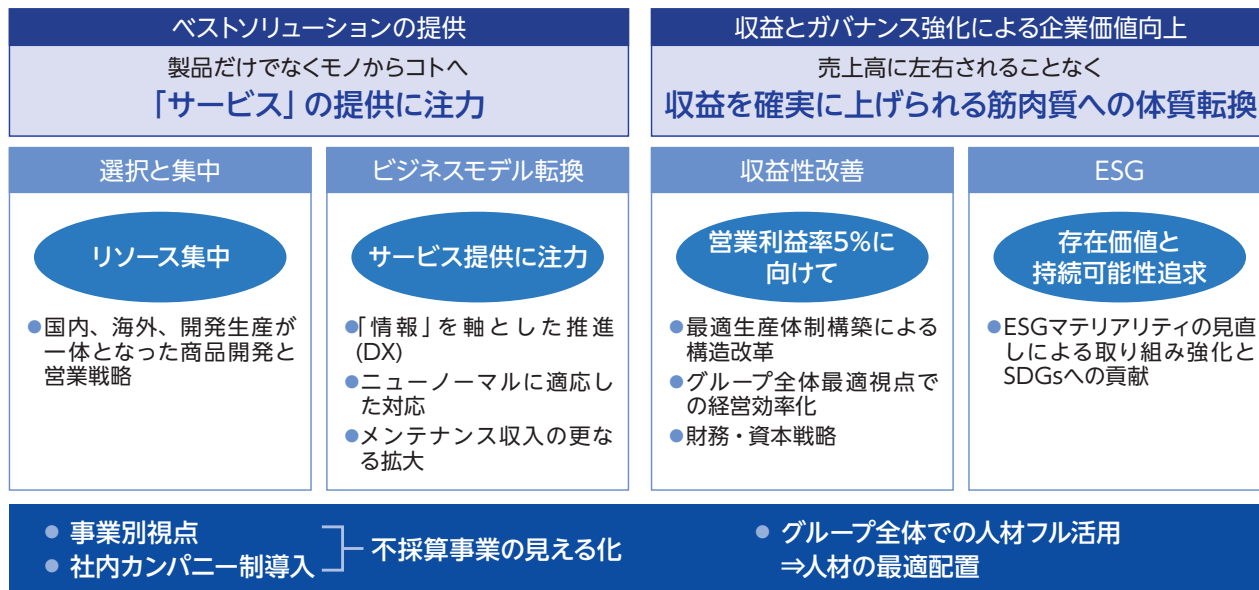 ベストソリューションの提供
製品だけでなくモノからコトへ
「サービス」の提供に注力
収益とガバナンス強化による企業価値向上
売上高に左右されることなく
収益を確実に上げられる筋肉質への体質転換
選択と集中
リソース集中
●国内、海外、開発生産が
一体となった商品開発と
営業戦略
ビジネスモデル転換
サービス提供に注力
●「情報」を軸とした推進
(DX)
●ニューノーマルに適応し
た対応
●メンテナンス収入の更な
る拡大
収益性改善
営業利益率5%に
向けて
●最適生産体制構築による
構造改革
●グループ全体最適視点で
の経営効率化
●財務・資本戦略
ESG
存在価値と
持続可能性追求
●ESGマテリアリティの見直
しによる取り組み強化と
SDGsへの貢献
● 事業別視点
● 社内カンパニー制導入
不採算事業の見える化
● グループ全体での人材フル活用
⇒人材の最適配置